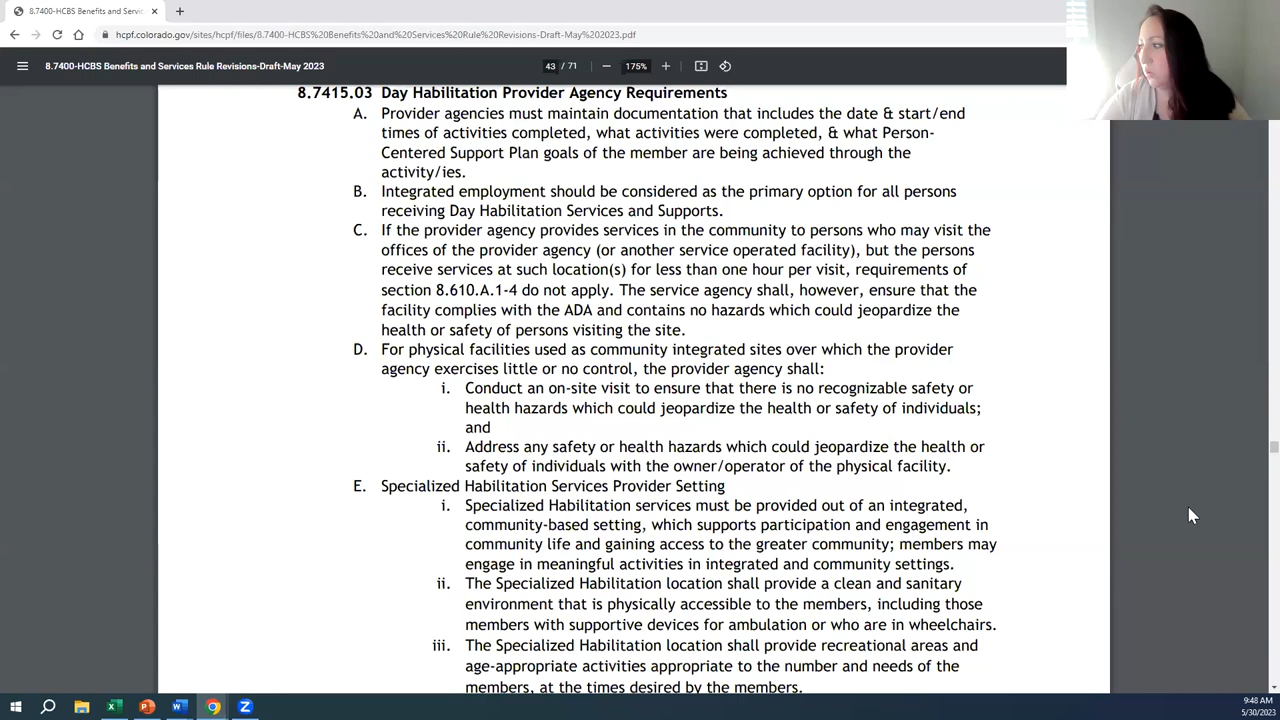 8.7400-HCBS Benefits and Servic
hcpf.colorado.gov/sites/hcpf/files/8.7400-HCBS%20Benefits%20and%20Services%20Rule%20Revisions-Draft-May%202023.pdf
8.7400-HCBS Benefits and Services Rule Revisions-Draft-May 2023
43 / 71
175%
8.7415.03 Day Habilitation Provider Agency Requirements
A. Provider agencies must maintain documentation that includes the date & start/end
times of activities completed, what activities were completed, & what Person-
Centered Support Plan goals of the member are being achieved through the
activity/ies.
B. Integrated employment should be considered as the primary option for all persons
receiving Day Habilitation Services and Supports.
C. If the provider agency provides services in the community to persons who may visit the
offices of the provider agency (or another service operated facility), but the persons
receive services at such location(s) for less than one hour per visit, requirements of
section 8.610.A.1-4 do not apply. The service agency shall, however, ensure that the
facility complies with the ADA and contains no hazards which could jeopardize the
health or safety of persons visiting the site.
D. For physical facilities used as community integrated sites over which the provider
agency exercises little or no control, the provider agency shall:
i. Conduct an on-site visit to ensure that there is no recognizable safety or
health hazards which could jeopardize the health or safety of individuals;
and
ii. Address any safety or health hazards which could jeopardize the health or
safety of individuals with the owner/operator of the physical facility.
E. Specialized Habilitation Services Provider Setting
i. Specialized Habilitation services must be provided out of an integrated,
community-based setting, which supports participation and engagement in
community life and gaining access to the greater community; members may
engage in meaningful activities in integrated and community settings.
ii. The Specialized Habilitation location shall provide a clean and sanitary
environment that is physically accessible to the members, including those
members with supportive devices for ambulation or who are in wheelchairs.
iii. The Specialized Habilitation location shall provide recreational areas and
age-appropriate activities appropriate to the number and needs of the
members, at the times desired by the members.
9:48 AM
5/30/2023